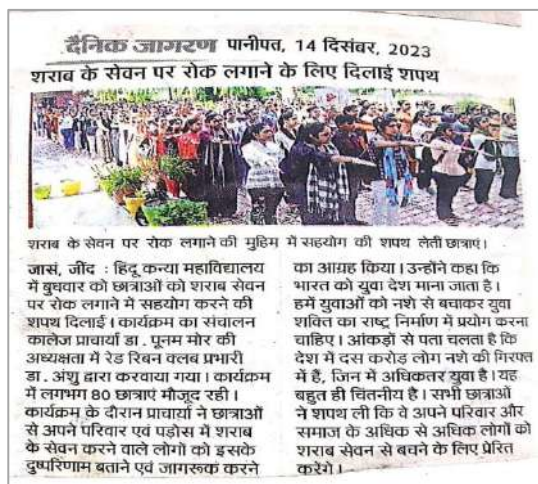 दैनिक जागरण पानीपत, 14 दिसंबर, 2023
शराब के सेवन पर रोक लगाने के लिए दिलाई शपथ
शराब के सेवन पर रोक लगाने की मुहिम में सहयोग की शपथ लेती छात्राएं।
जासं, जींद : हिंदू कन्या महाविद्यालय
में बुधवार को छात्राओं को शराब सेवन
पर रोक लगाने में सहयोग करने की
शपथ दिलाई। कार्यक्रम का संचालन
कालेज प्राचार्या डा. पूनम मोर की
अध्यक्षता में रेड रिबन क्लब प्रभारी
डा. अंशु द्वारा करवाया गया। कार्यक्रम
में लगभग 80 छात्राएं मौजूद रही।
कार्यक्रम के दौरान प्राचार्या ने छात्राओं
से अपने परिवार एवं पड़ोस में शराब
के सेवन करने वाले लोगों को इसके
दुष्परिणाम बताने एवं जागरूक करने
का आग्रह किया। उन्होंने कहा कि
भारत को युवा देश माना जाता है।
हमें युवाओं को नशे से बचाकर युवा
शक्ति का राष्ट्र निर्माण में प्रयोग करना
चाहिए। आंकड़ों से पता चलता है कि
देश में दस करोड़ लोग नशे की गिरफ्त
में हैं, जिन में अधिकतर युवा है। यह
बहुत ही चिंतनीय है। सभी छात्राओं
ने शपथ ली कि वे अपने परिवार और
समाज के अधिक से अधिक लोगों को
शराब सेवन से बचने के लिए प्रेरित
करेंगे।